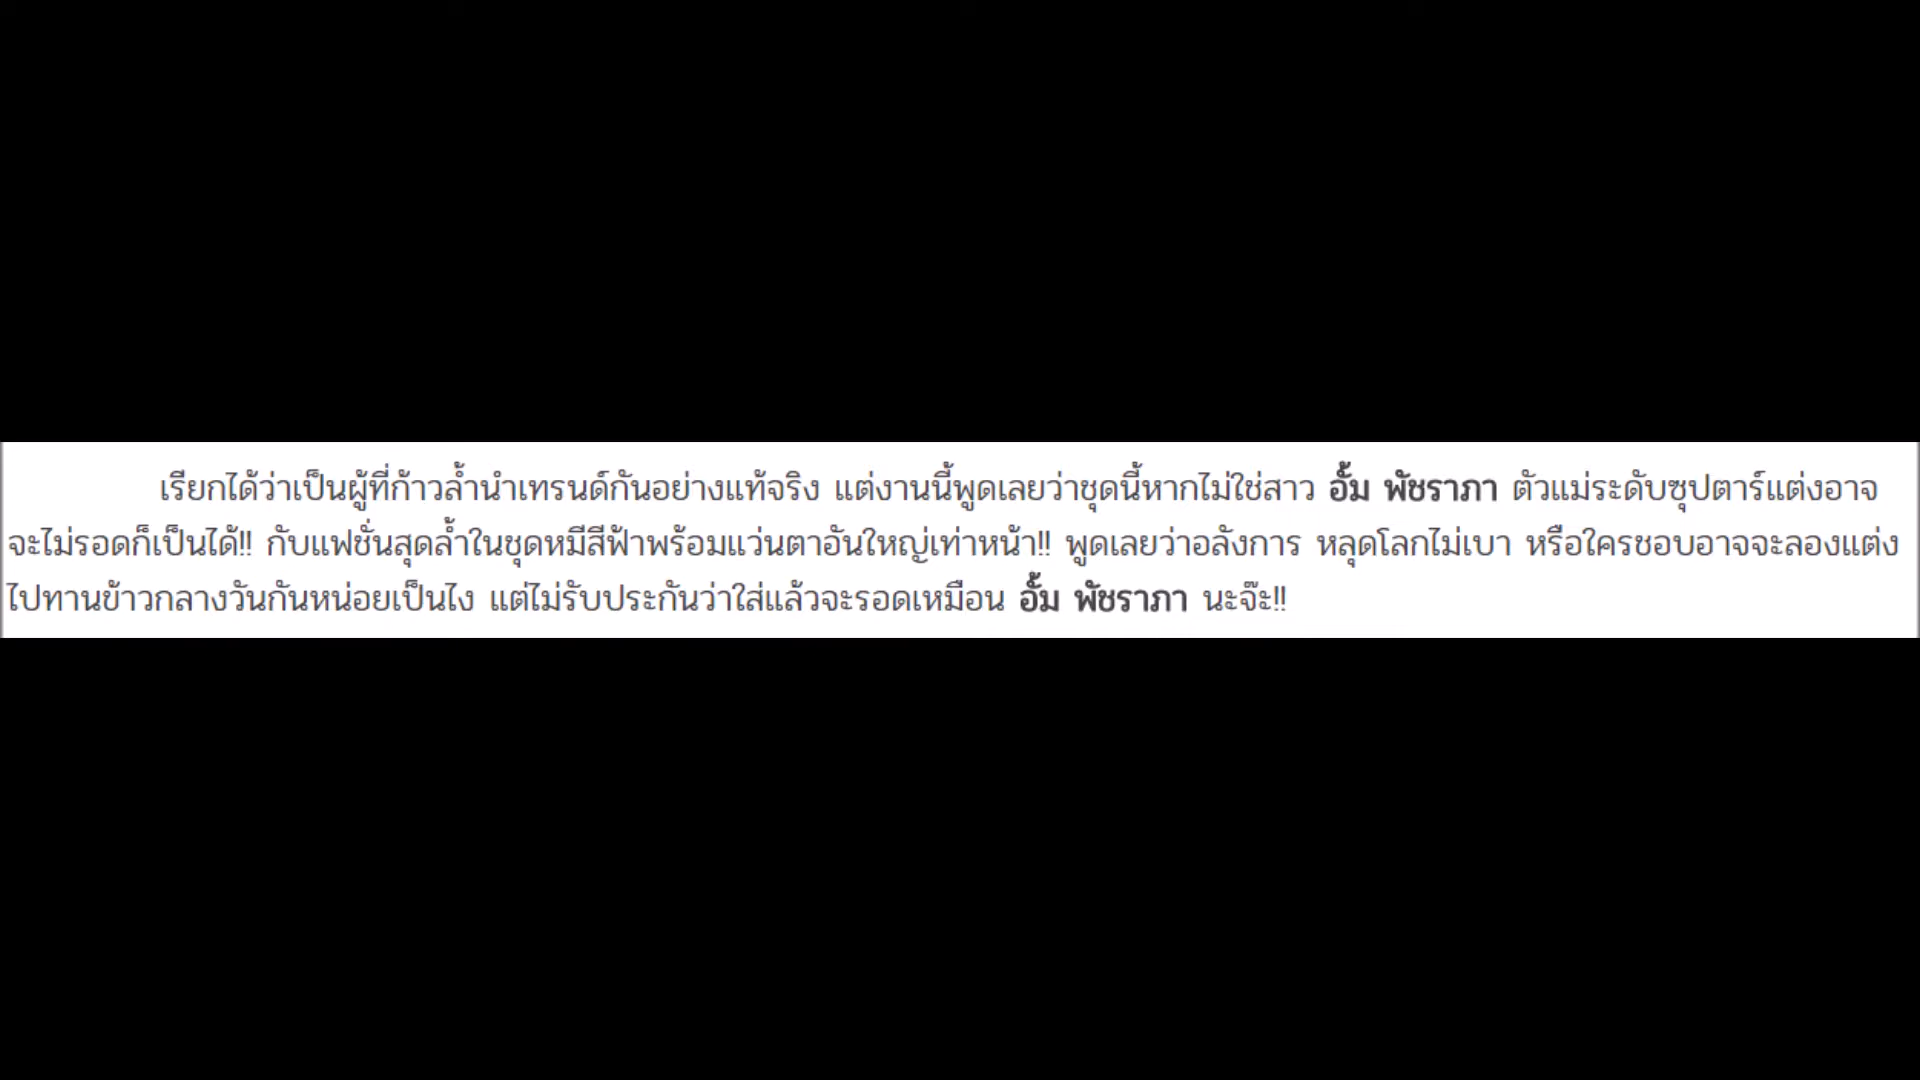 เรียกได้ว่าเป็นผู้ที่ก้าวล้ำนำเทรนด์กันอย่างแท้จริง แต่งานนี้พูดเลยว่าชุดนี้หากไม่ใช่สาว อั้ม พัชราภา ตัวแม่ระดับซุปตาร์แต่งอาจ
จะไม่รอดก็เป็นได้!! กับแฟชั่นสุดล้ำในชุดหมีสีฟ้าพร้อมแว่นตาอันใหญ่เท่าหน้า!! พูดเลยว่าอลังการ หลุดโลกไม่เบา หรือใครชอบอาจจะลองแต่ง
ไปทานข้าวกลางวันกันหน่อยเป็นไง แต่ไม่รับประกันว่าใส่แล้วจะรอดเหมือน อั้ม พัชราภา นะจ๊ะ!!